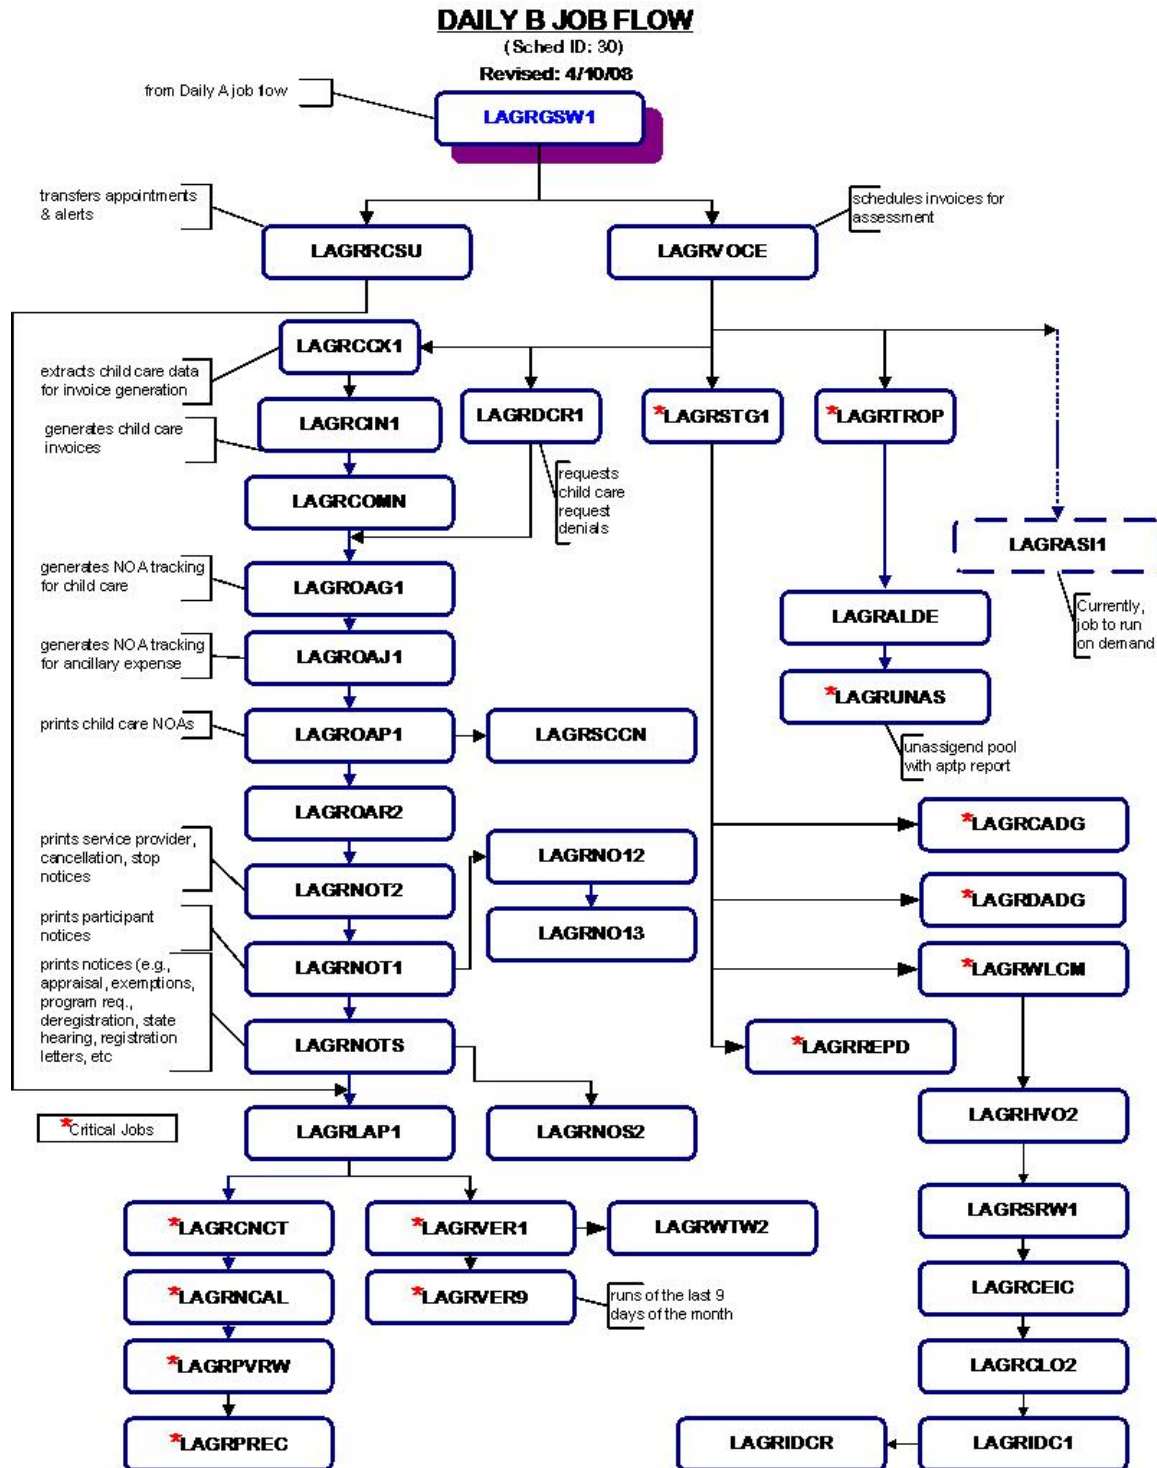 DAILY B JOB FLOW
(Sched ID: 30)
Revised: 4/10/08
from Daily A job flow
LAGRGSW1
transfers appointments
& alerts
schedules invoices for
assessment
LAGRRCSU
LAGRVOCE
LAGRCCX1
extracts child care data
for invoice generation
LAGRCIN1
LAGRDCR1
*LAGRSTG1
*LAGRTROP
generates child care
invoices
requests
child care
request
denials
LAGRCOMN
LAGRASI1
generates NOA tracking
for child care
LAGROAG1
LAGRALDE
Currently,
job to run
on demand
generates NOA tracking
for ancillary expense
LAGROAJ1
*LAGRUNAS
prints child care NOAs
LAGROAP1
LAGRSCCN
unassigend pool
with aptp report
LAGROAR2
*LAGRCADG
prints service provider,
cancellation, stop
notices
LAGRNO12
LAGRNOT2
*LAGRDADG
prints participant
notices
LAGRNO13
LAGRNOT1
*LAGRWLCM
prints notices (e.g.,
appraisal, exemptions,
program req.,
deregistration, state
hearing, registration
letters, etc
LAGRNOTS
*LAGRREPD
*Critical Jobs
LAGRLAP1
LAGRNOS2
LAGRHVO2
*LAGRCNCT
*LAGRVER1
LAGRWTW2
LAGRSRW1
*LAGRNCAL
*LAGRVER9
runs of the last 9
days of the month
LAGRCEIC
*LAGRPVRW
LAGRCLO2
*LAGRPREC
LAGRIDCR
LAGRIDC1